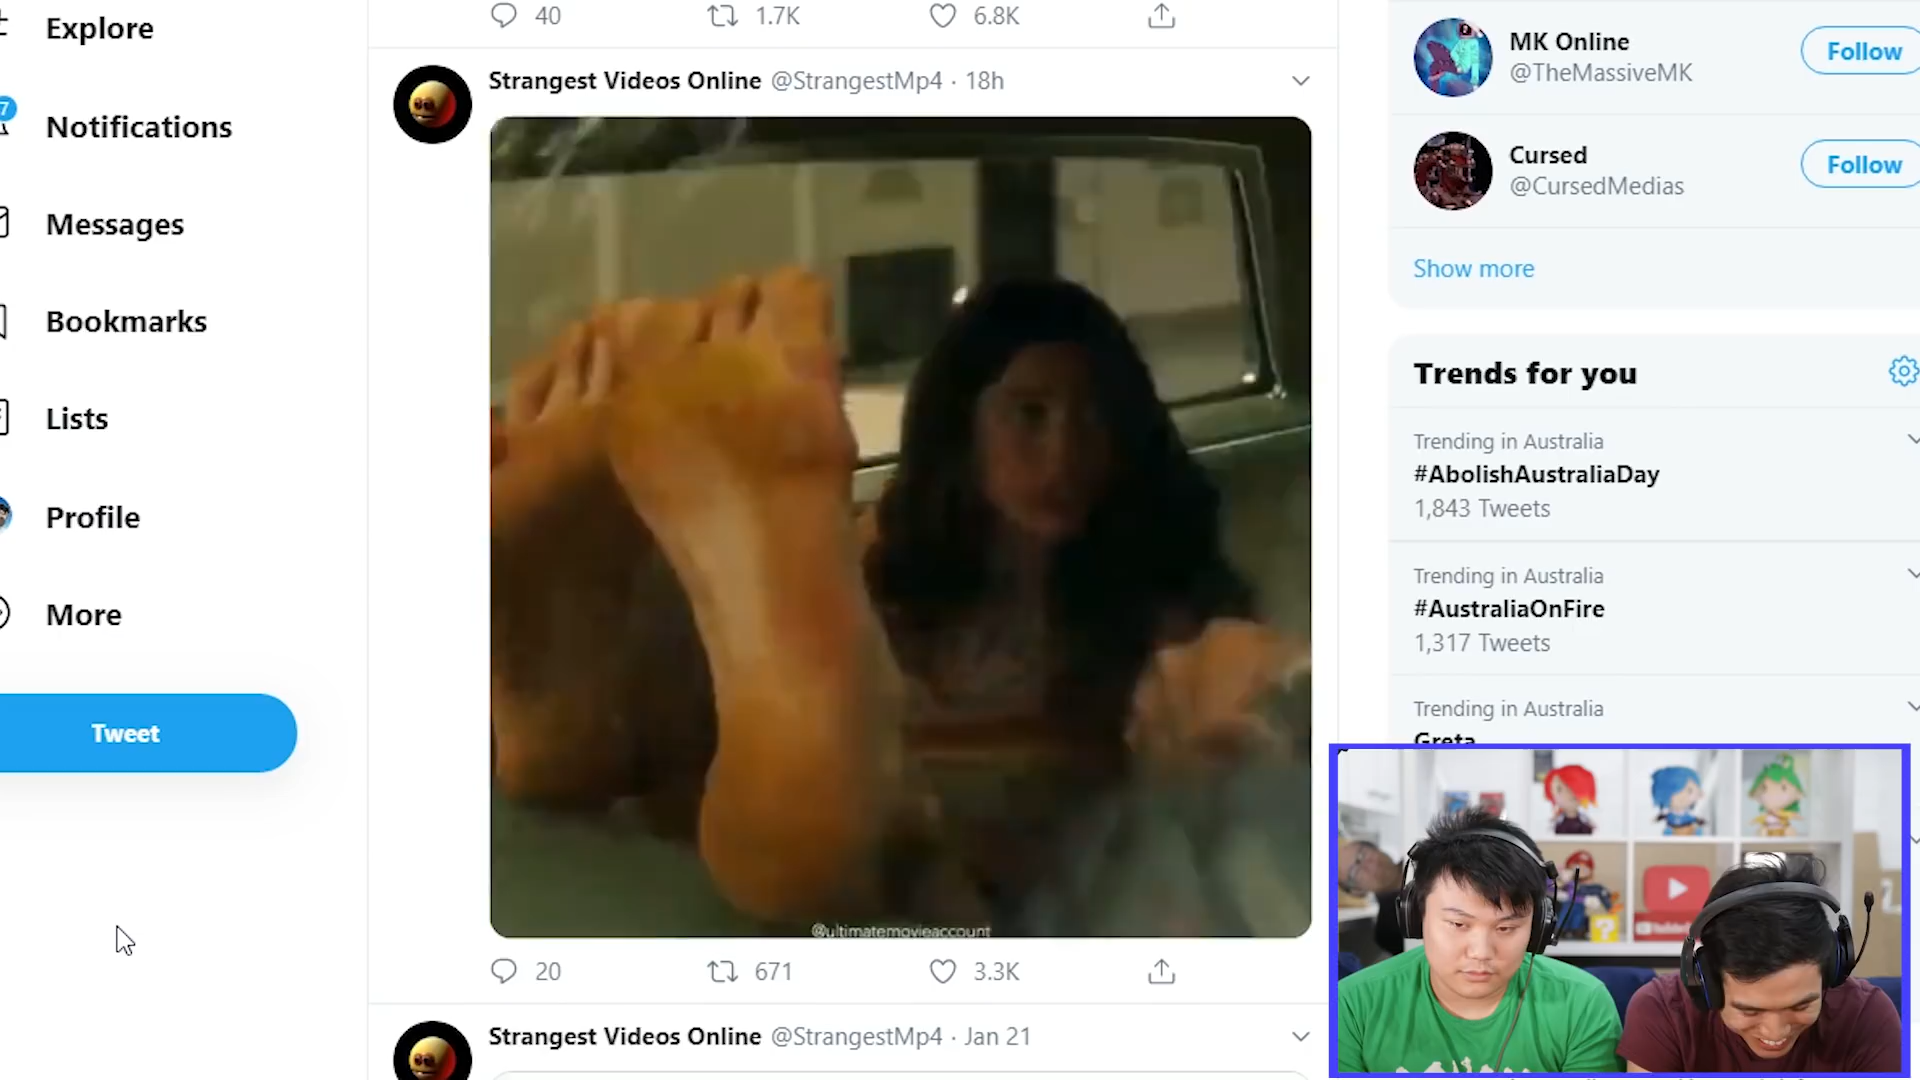 Explore
Notifications
Messages
Bookmarks
Lists
Profile
More
Tweet
7
40
1.7K
6.8K
Strangest Videos Online @StrangestMp4 · 18h
@ultimatemovieaccount
20
671
3.3K
Strangest Videos Online @StrangestMp4 · Jan 21
MK Online
@TheMassiveMK
Follow
Cursed
@CursedMedias
Follow
Show more
Trends for you
Trending in Australia
#AbolishAustraliaDay
1,843 Tweets
Trending in Australia
#AustraliaOnFire
1,317 Tweets
Trending in Australia
Greta